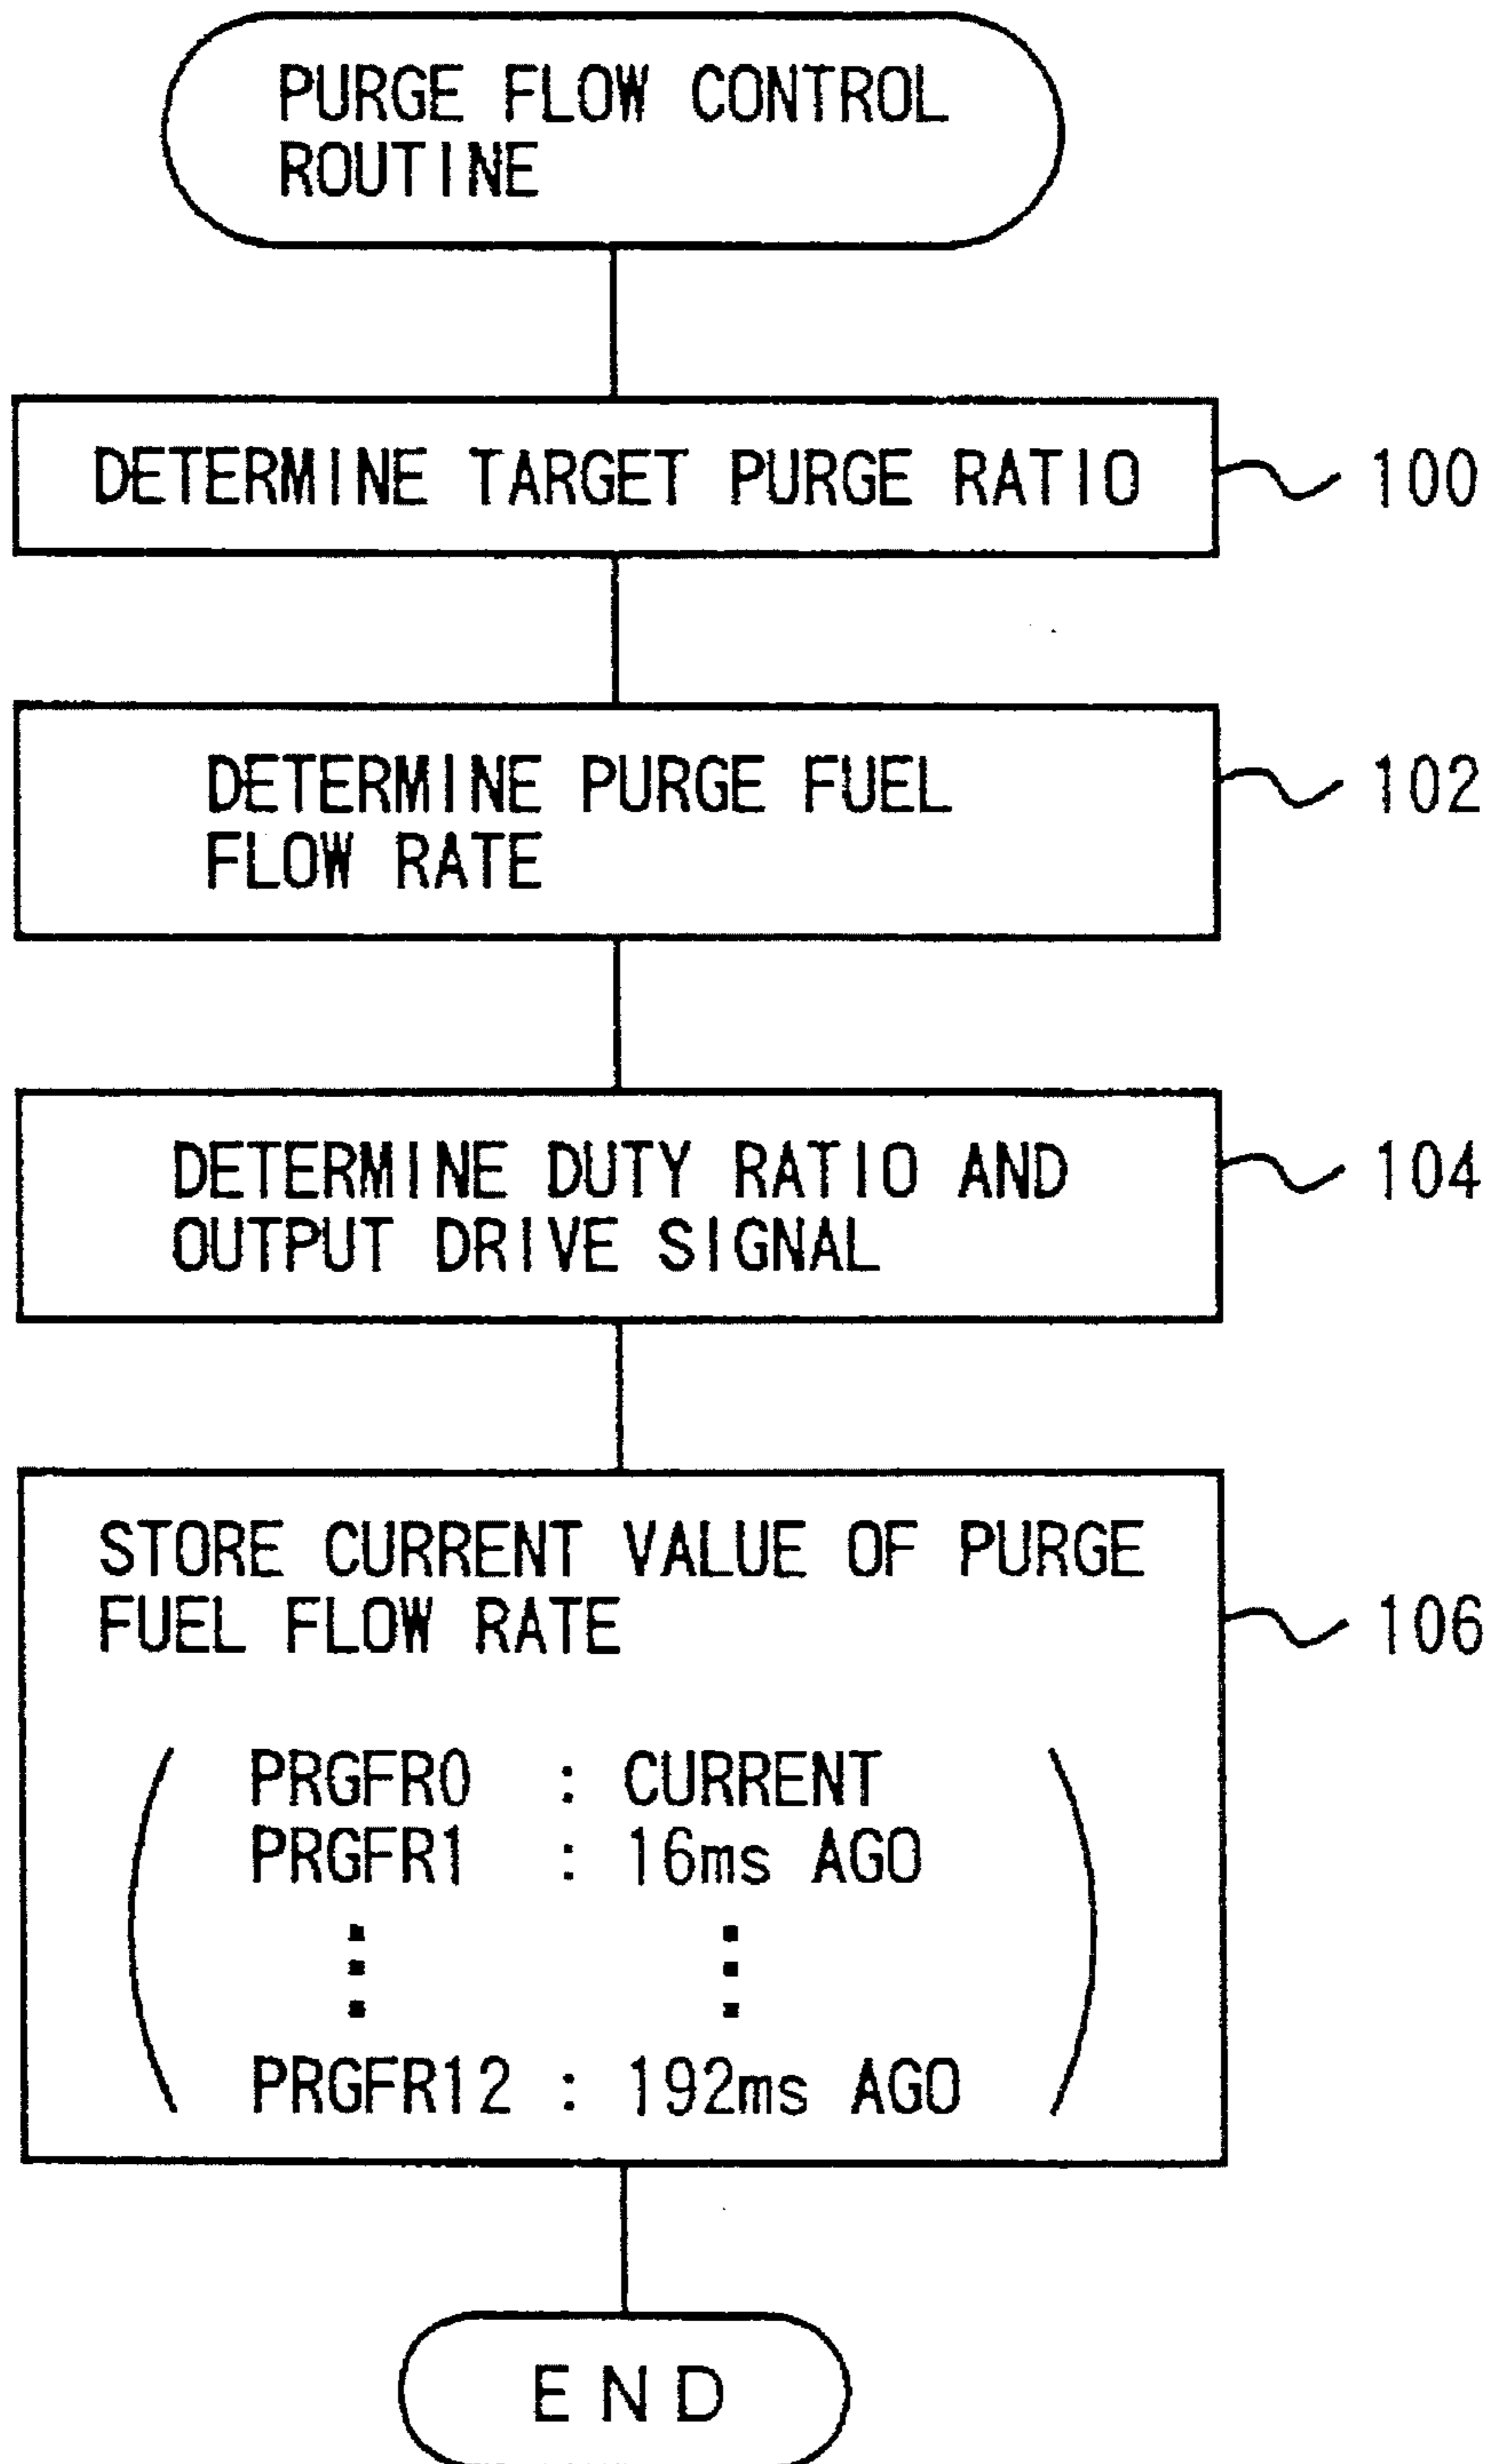 PURGE FLOW CONTROL
ROUTINE
DETERMINE TARGET PURGE RATIO
100
DETERMINE PURGE FUEL
FLOW RATE
102
DETERMINE DUTY RATIO AND
OUTPUT DRIVE SIGNAL
104
STORE CURRENT VALUE OF PURGE
FUEL FLOW RATE
106
PRGFR0 : CURRENT
PRGFR1 : 16ms AGO
PRGFR12 : 192ms AGO
END